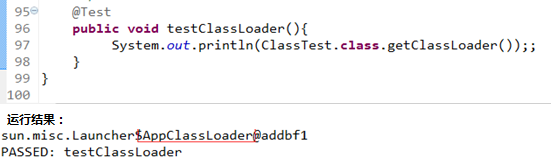 95 @Test
96 public void testClassLoader(){
97 System.out.println(ClassTest.class.getClassLoader());;
98 }
99 }
100
运行结果：
sun.misc.Launcher$AppClassLoader@addbf1
PASSED: testClassLoader